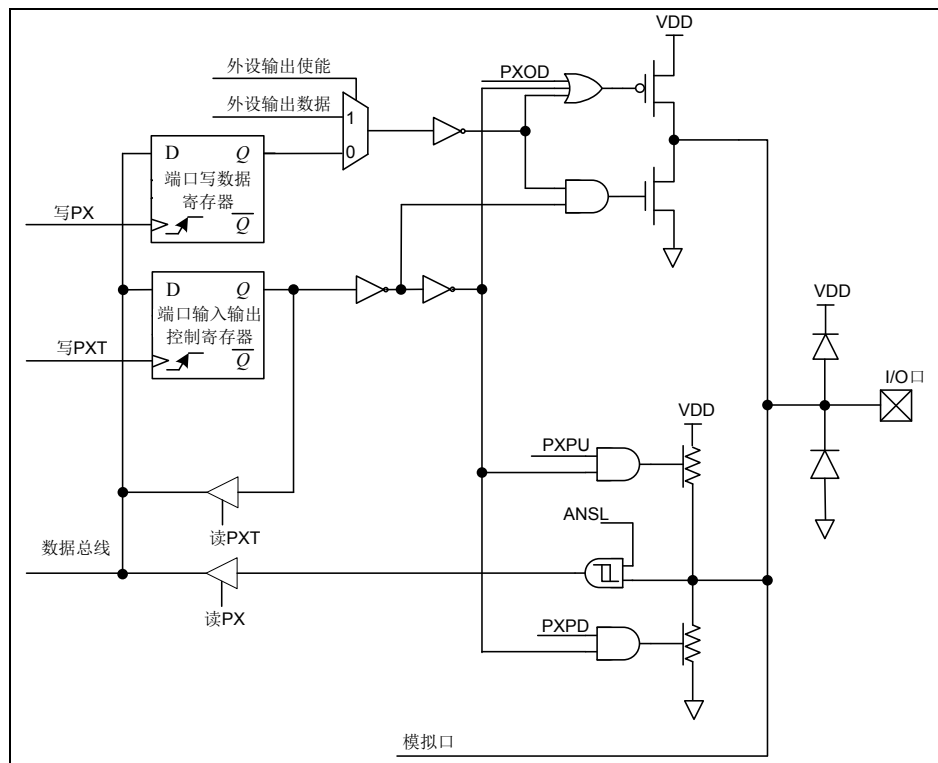 VDD
外设输出使能
PXOD
外设输出数据
1
0
D Q
端口写数据
寄存器
写PX
Q
D Q
端口输入输出
控制寄存器
写PXT
Q
VDD
I/O口
VDD
PXPU
ANSL
读PXT
数据总线
读PX
PXPD
模拟口